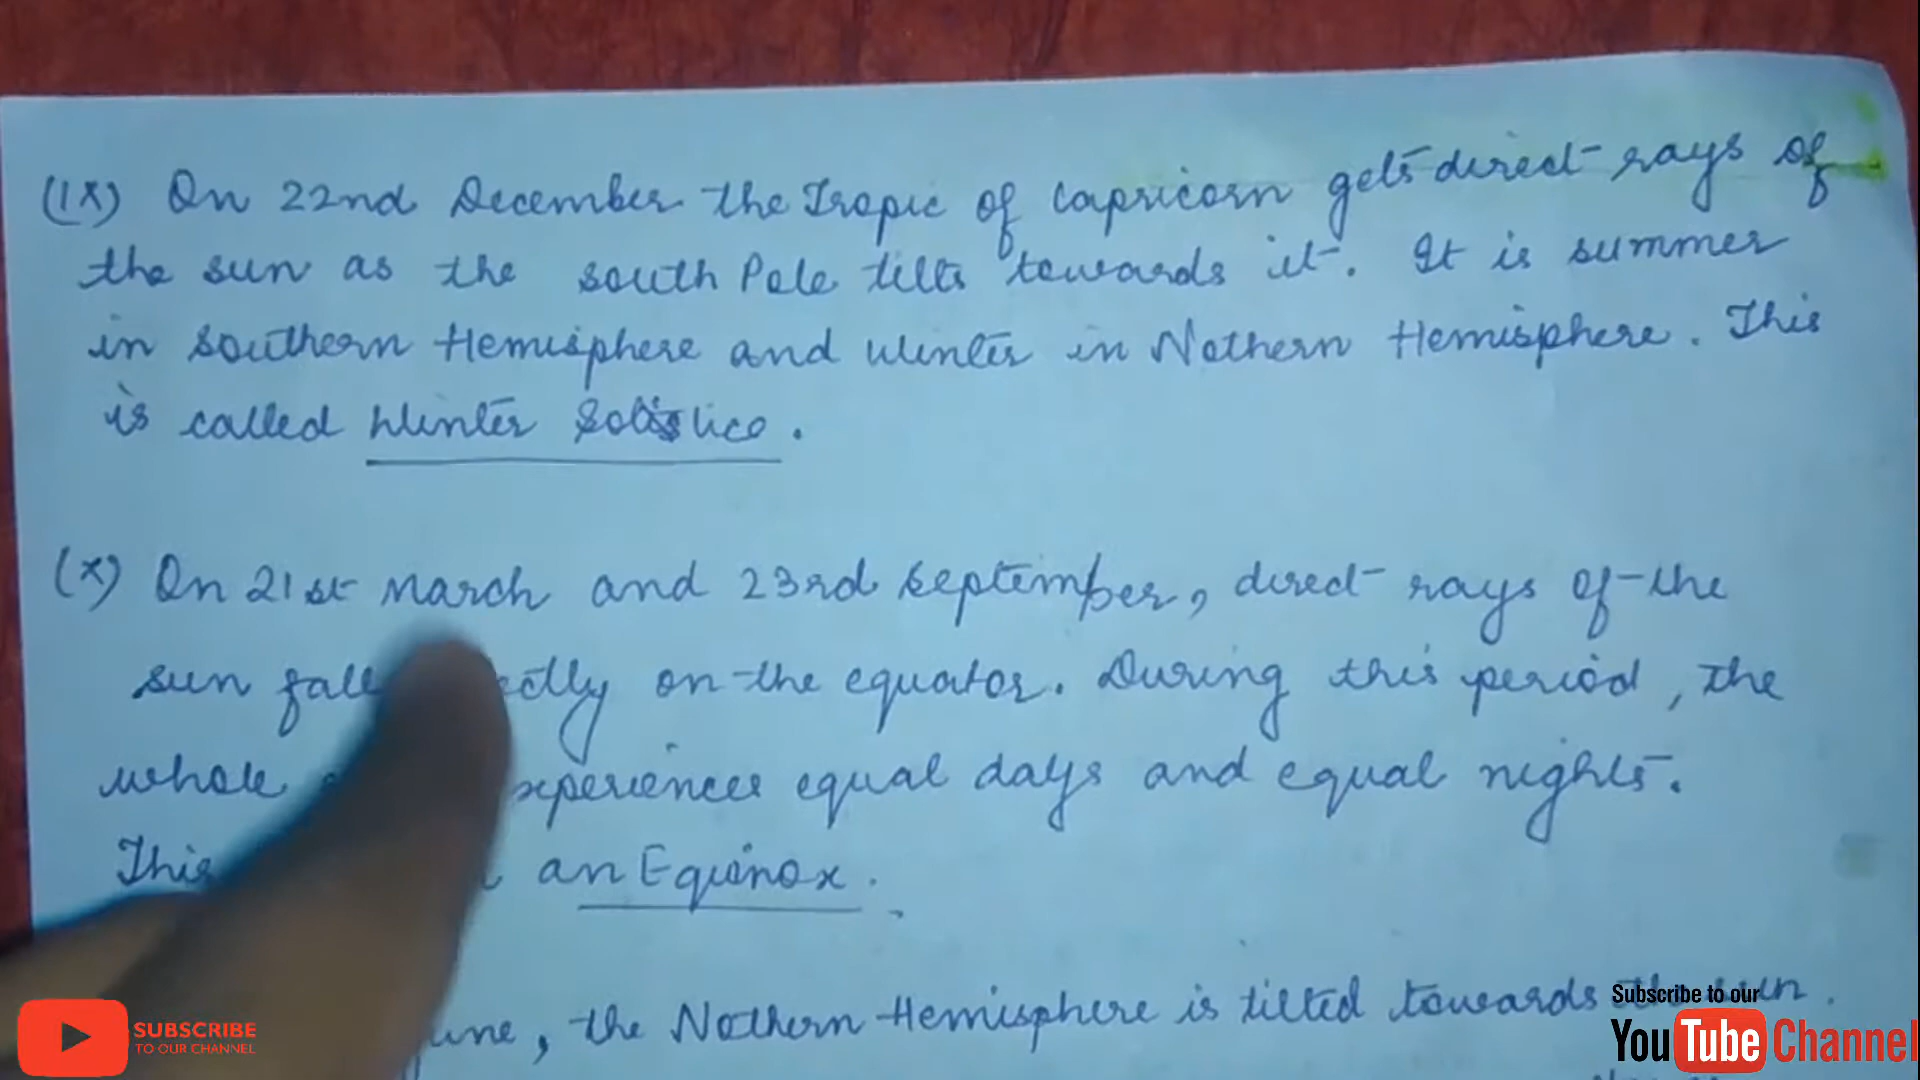 (IX) On 22nd December the Tropic of Capricorn gets direct rays of
the sun as the south Pole tilts towards it. It is summer
in Southern Hemisphere and Winter in Nothern Hemisphere. This
is called Winter Solistice.
(X) On 21st March and 23rd September, direct rays of the
sun fall on the equator. During this period, the
whole experiences equal days and equal nights.
This an Equinox.
the Nothern Hemisphere is tilted towards sun.
SUBSCRIBE
TO OUR CHANNEL
Subscribe to our
YouTube Channel